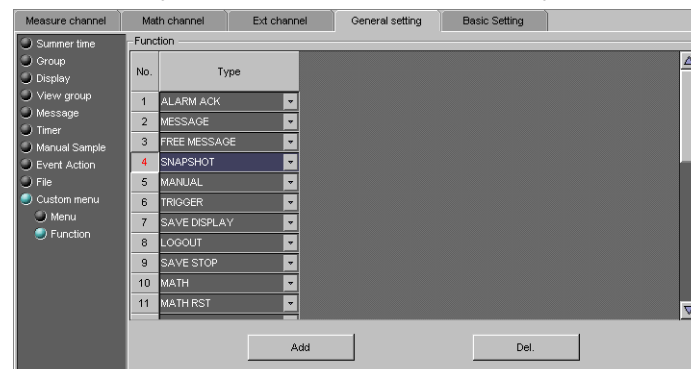 Measure channel Math channel Ext channel General setting Basic Setting
Summer time
Group
Display
View group
Message
Timer
Manual Sample
Event Action
File
Custom menu
Menu
Function
Function
No. Type
1 ALARM ACK
2 MESSAGE
3 FREE MESSAGE
4 SNAPSHOT
5 MANUAL
6 TRIGGER
7 SAVE DISPLAY
8 LOGOUT
9 SAVE STOP
10 MATH
11 MATH RST
Add Del.